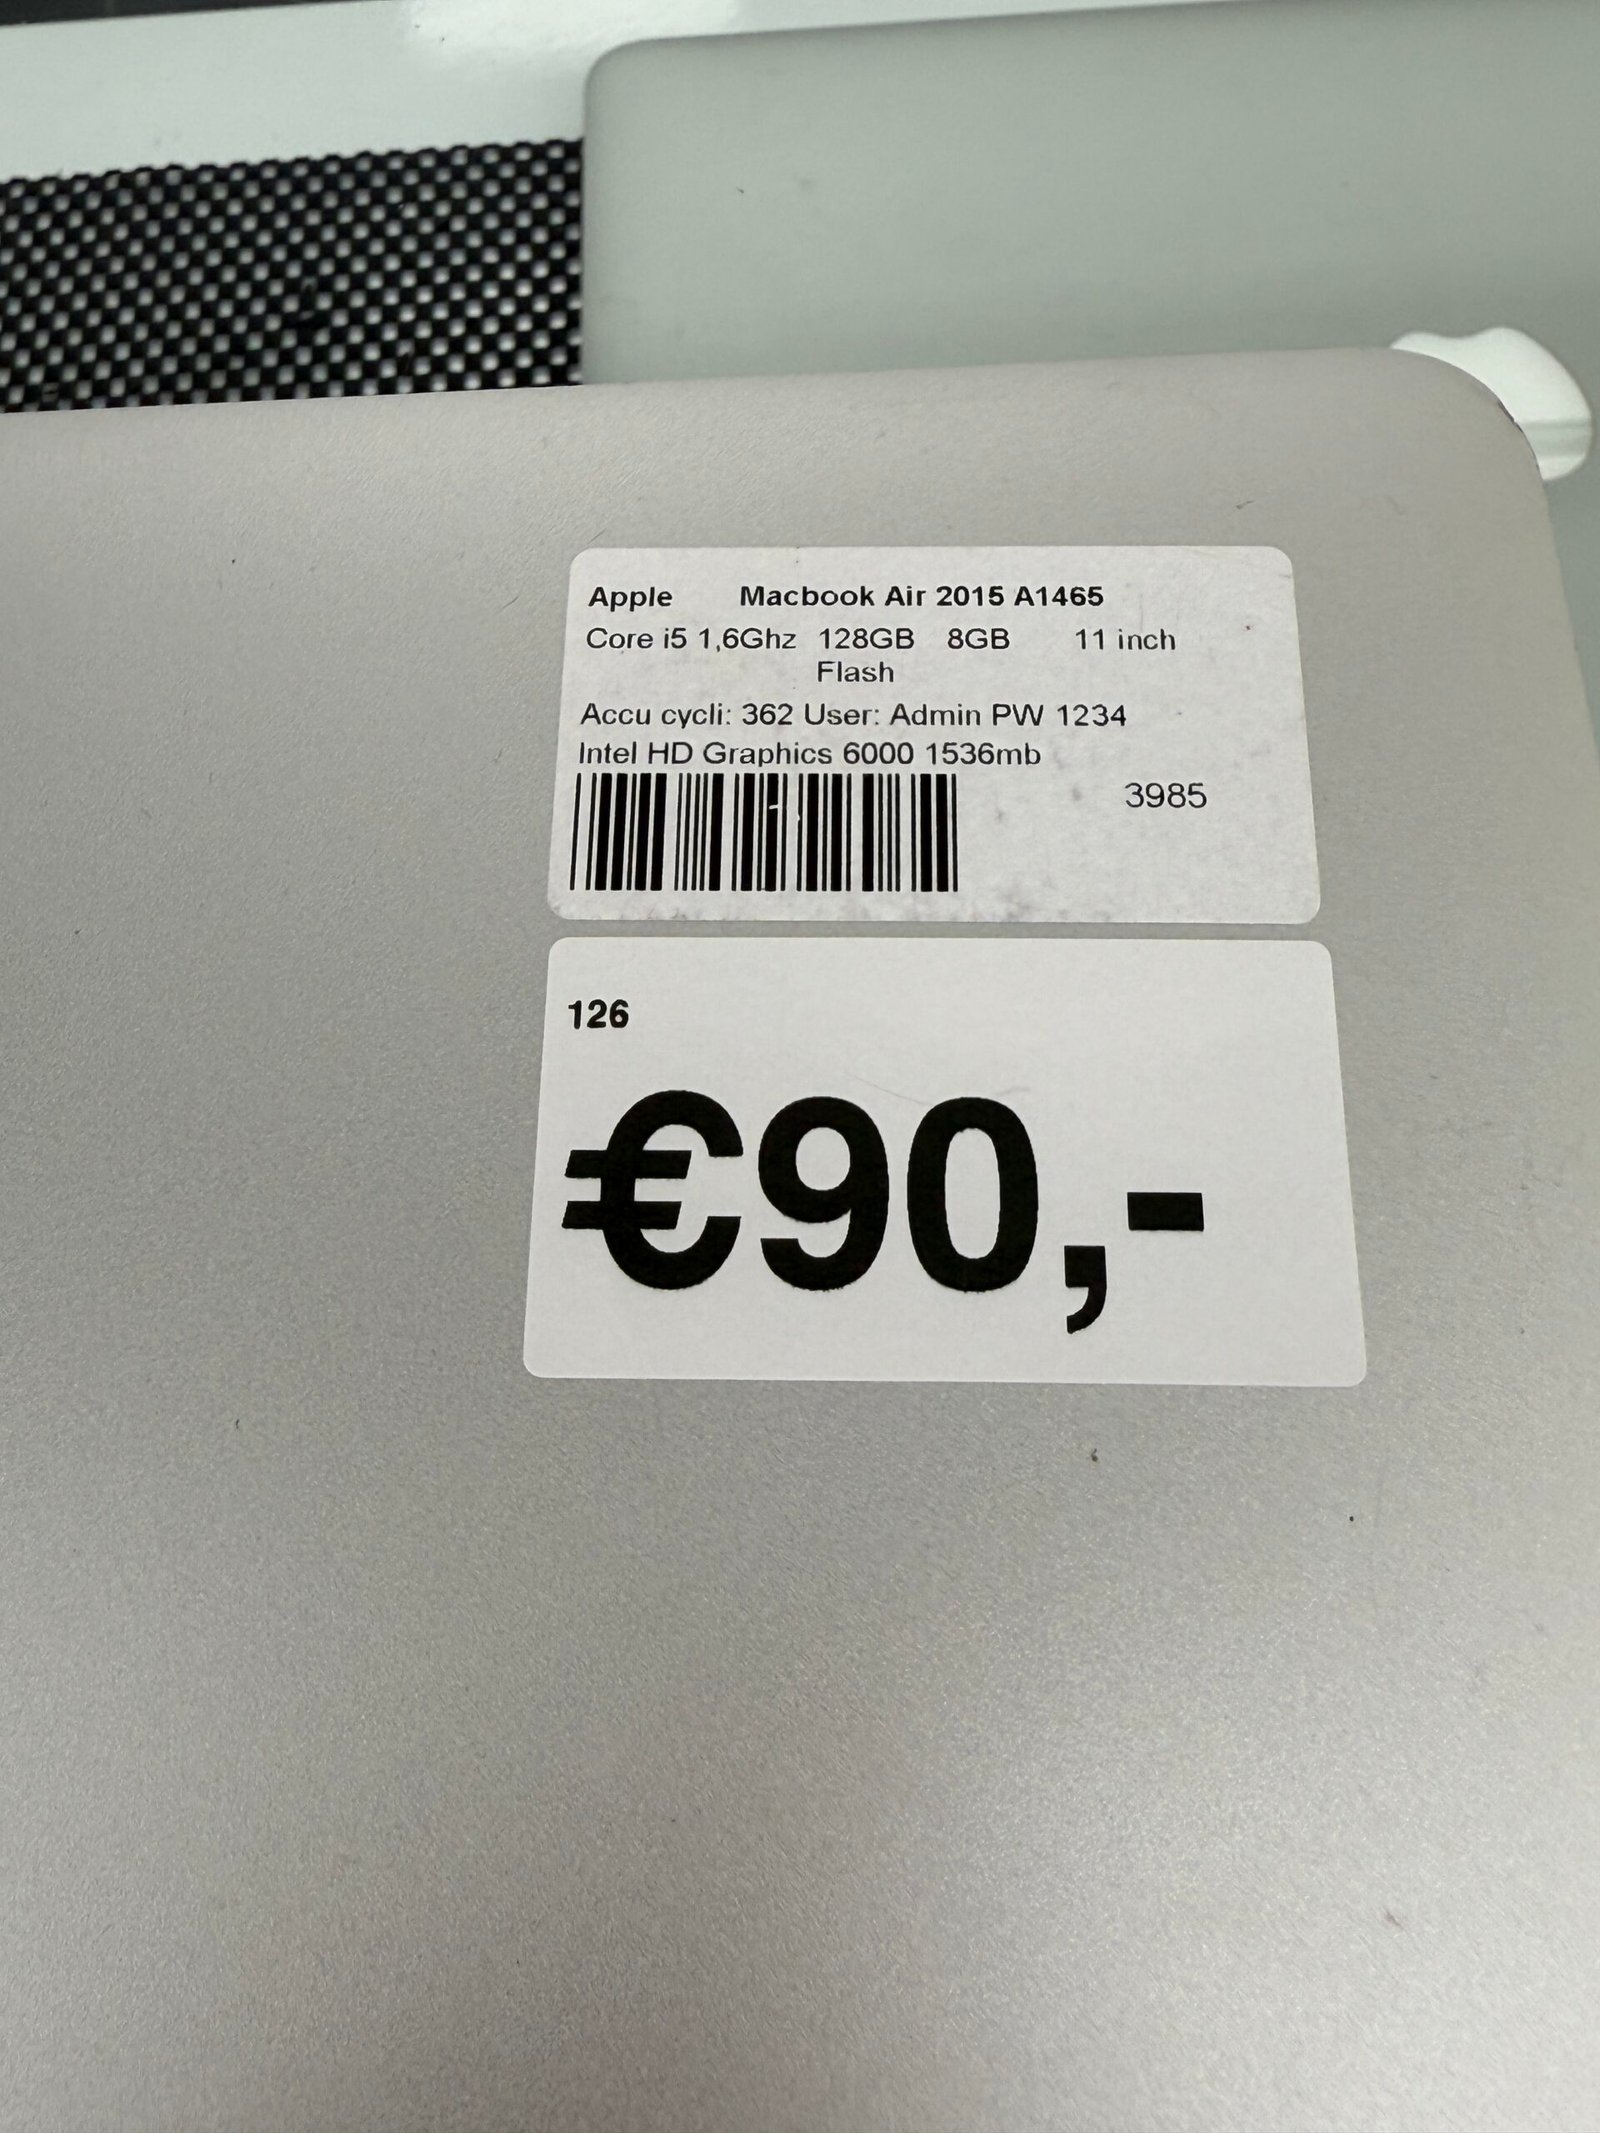 Apple Macbook Air 2015 A1465
Core i5 1,6Ghz 128GB 8GB 11 inch
Flash
Accu cycli: 362 User: Admin PW 1234
Intel HD Graphics 6000 1536mb
3985
126
€90,-